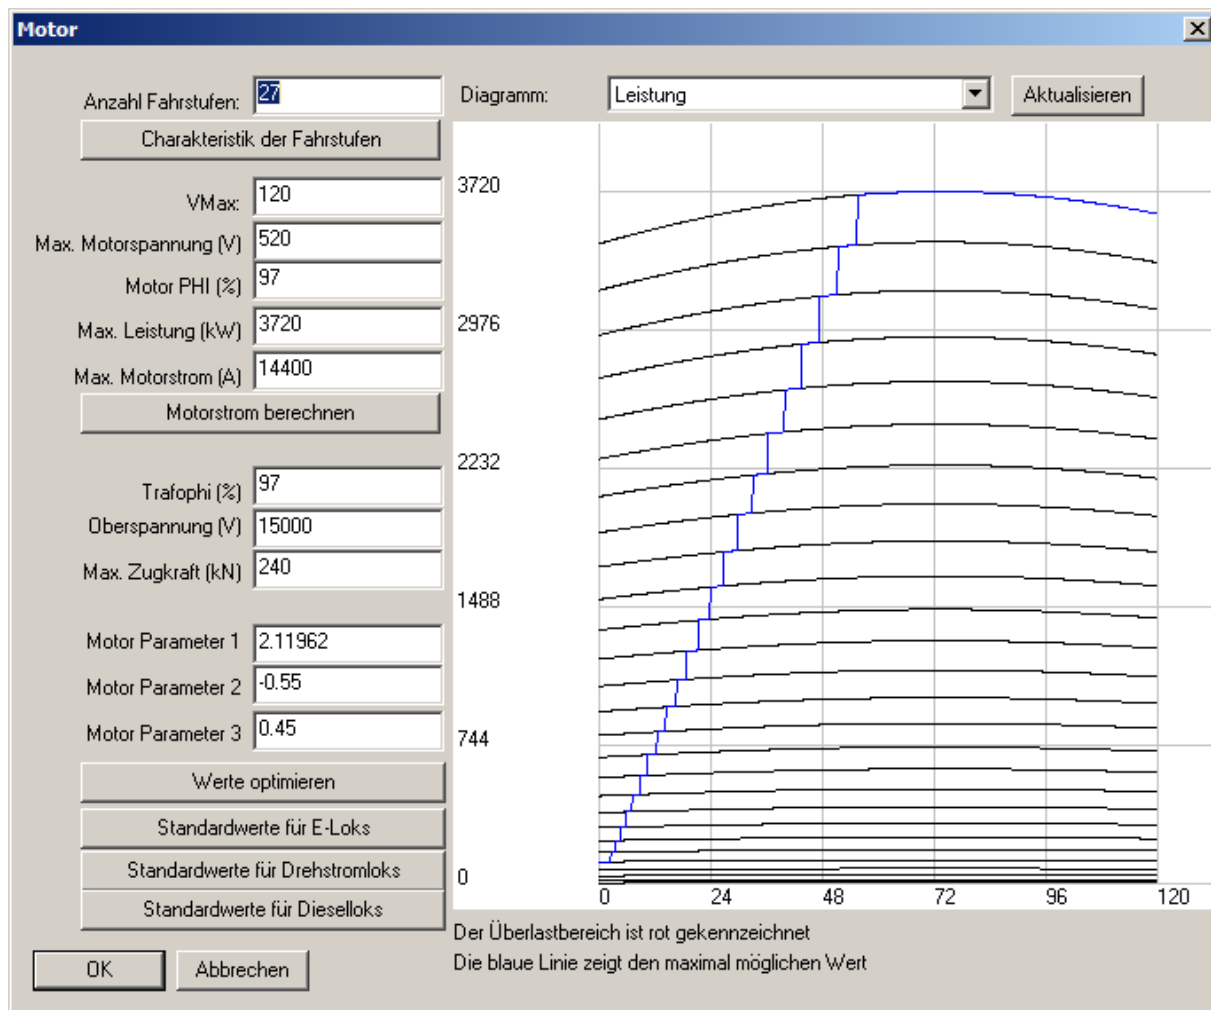 Motor
Anzahl Fahrstufen: 27
Diagramm: Leistung Aktualisieren
Charakteristik der Fahrstufen
VMax: 120
Max. Motorspannung (V) 520
Motor PHI (%) 97
Max. Leistung (kW) 3720
Max. Motorstrom (A) 14400
Motorstrom berechnen
Trafophi (%) 97
Oberspannung (V) 15000
Max. Zugkraft (kN) 240
Motor Parameter 1 2.11962
Motor Parameter 2 -0.55
Motor Parameter 3 0.45
Werte optimieren
Standardwerte für E-Loks
Standardwerte für Drehstromloks
Standardwerte für Dieselloks
OK Abbrechen
3720
2976
2232
1488
744
0
0 24 48 72 96 120
Der Überlastbereich ist rot gekennzeichnet
Die blaue Linie zeigt den maximal möglichen Wert